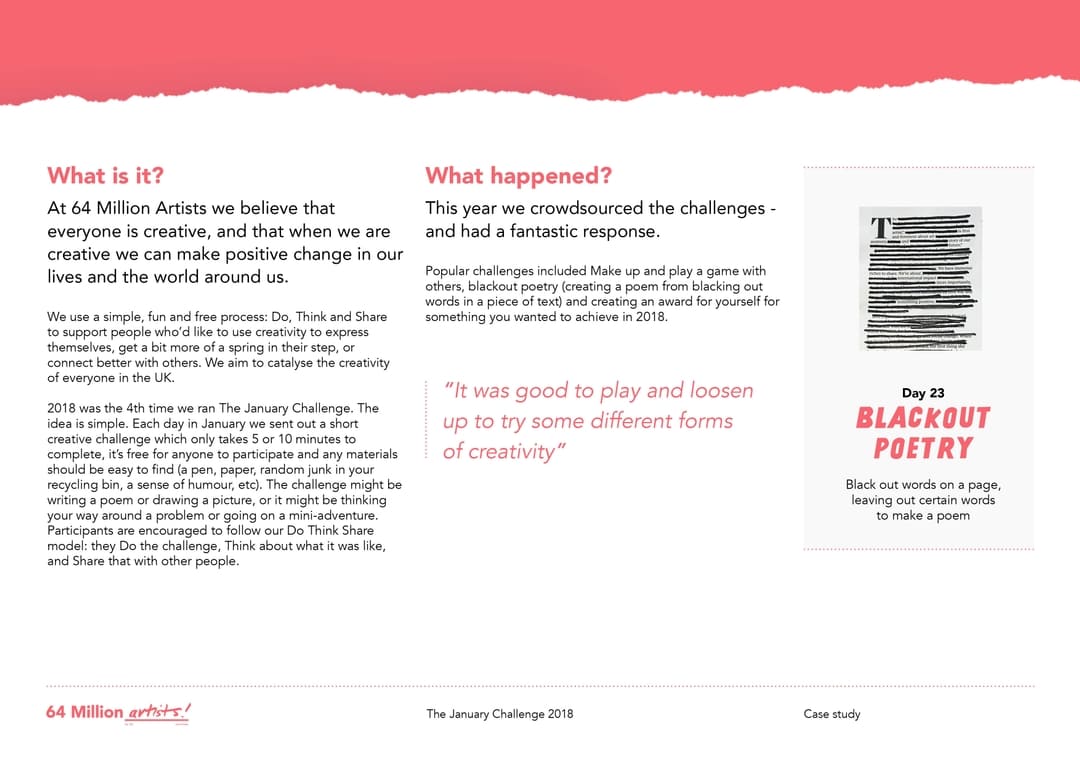 What is it?
At 64 Million Artists we believe that
everyone is creative, and that when we are
creative we can make positive change in our
lives and the world around us.
We use a simple, fun and free process: Do, Think and Share
to support people who’d like to use creativity to express
themselves, get a bit more of a spring in their step, or
connect better with others. We aim to catalyse the creativity
of everyone in the UK.
2018 was the 4th time we ran The January Challenge. The
idea is simple. Each day in January we sent out a short
creative challenge which only takes 5 or 10 minutes to
complete, it’s free for anyone to participate and any materials
should be easy to find (a pen, paper, random junk in your
recycling bin, a sense of humour, etc). The challenge might be
writing a poem or drawing a picture, or it might be thinking
your way around a problem or going on a mini-adventure.
Participants are encouraged to follow our Do Think Share
model: they Do the challenge, Think about what it was like,
and Share that with other people.
What happened?
This year we crowdsourced the challenges -
and had a fantastic response.
Popular challenges included Make up and play a game with
others, blackout poetry (creating a poem from blacking out
words in a piece of text) and creating an award for yourself for
something you wanted to achieve in 2018.
“It was good to play and loosen
up to try some different forms
of creativity”
Day 23
BLACKOUT
POETRY
Black out words on a page,
leaving out certain words
to make a poem
64 Million artists!
The January Challenge 2018
Case study